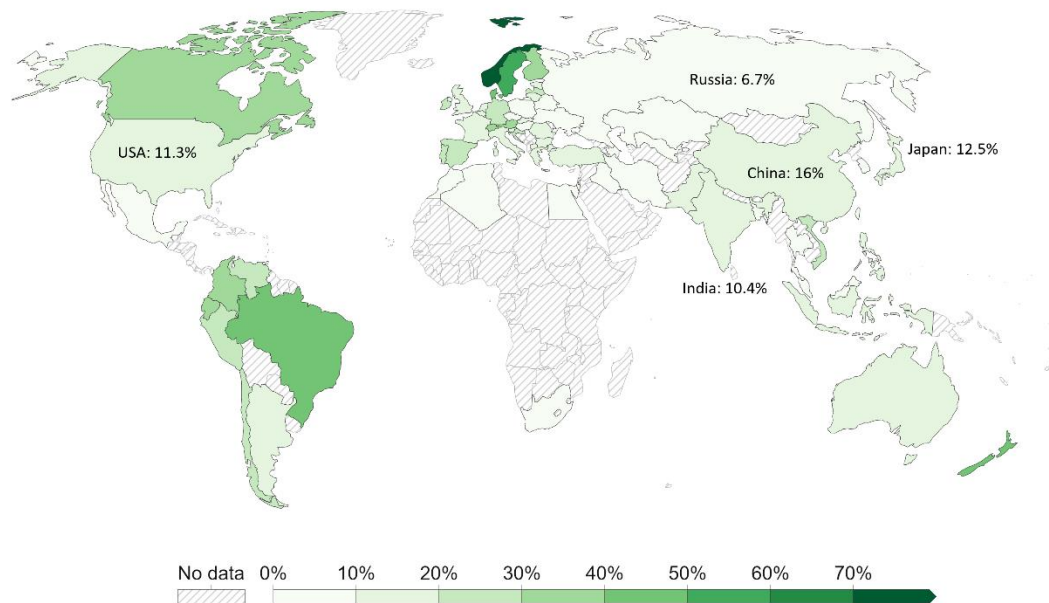 Russia: 6.7%
USA: 11.3%
Japan: 12.5%
China: 16%
India: 10.4%
No data 0% 10% 20% 30% 40% 50% 60% 70%